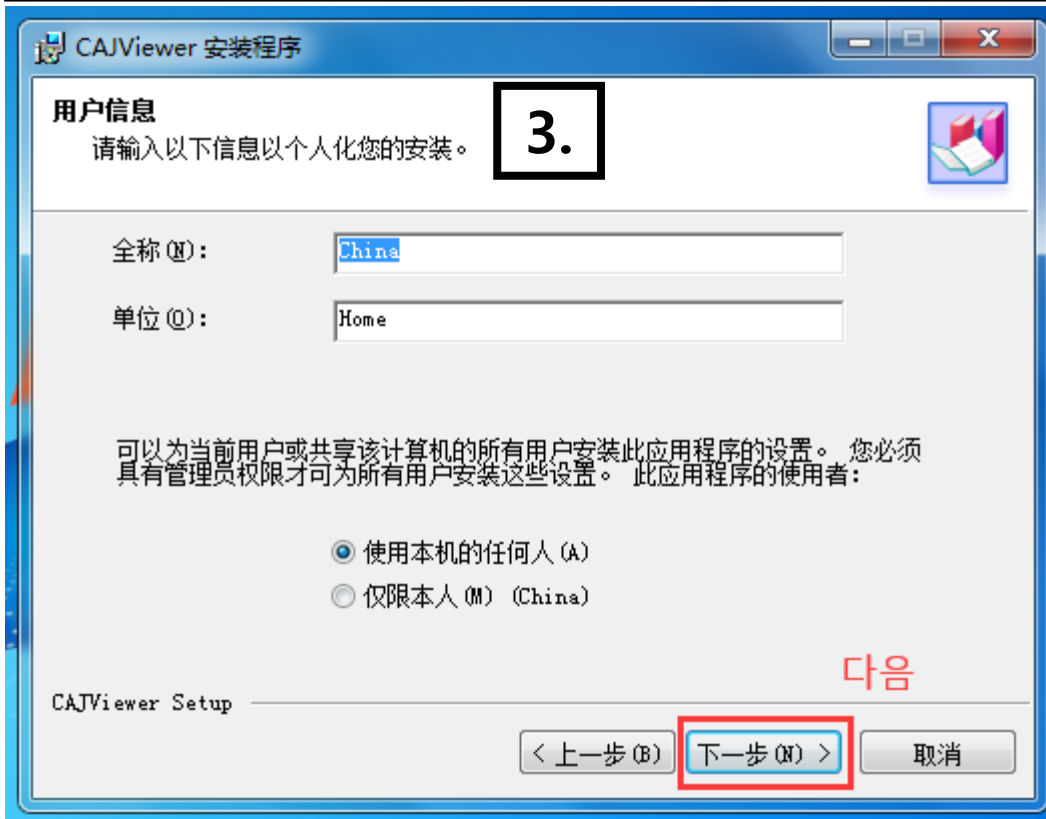 CAJViewer 安装程序
用户信息
请输入以下信息以个人化您的安装。
3.
全称(N):
China
单位(O):
Home
可以为当前用户或共享该计算机的所有用户安装此应用程序的设置。 您必须
具有管理员权限才可为所有用户安装这些设置。 此应用程序的使用者:
使用本机的任何人(A)
仅限本人(M) (China)
다음
CAJViewer Setup
< 上一步(B)
下一步(N) >
取消